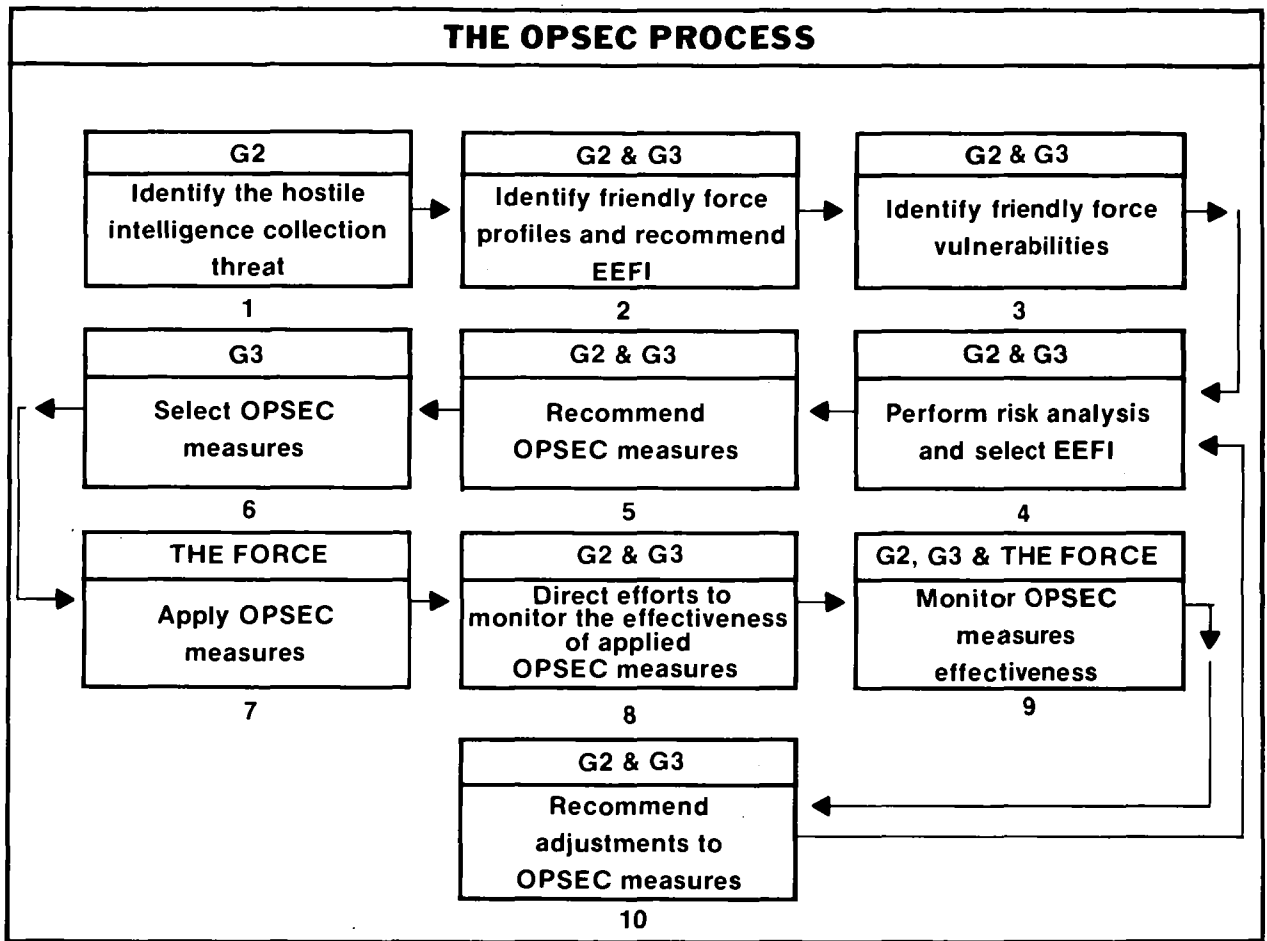 THE OPSEC PROCESS
G2
Identify the hostile
intelligence collection
threat
1
G2 & G3
Identify friendly force
profiles and recommend
EEFI
2
G2 & G3
Identify friendly force
vulnerabilities
3
G2 & G3
Perform risk analysis
and select EEFI
4
G2 & G3
Recommend
OPSEC measures
5
G3
Select OPSEC
measures
6
THE FORCE
Apply OPSEC
measures
7
G2 & G3
Direct efforts to
monitor the effectiveness
of applied
OPSEC measures
8
G2, G3 & THE FORCE
Monitor OPSEC
measures
effectiveness
9
G2 & G3
Recommend
adjustments to
OPSEC measures
10